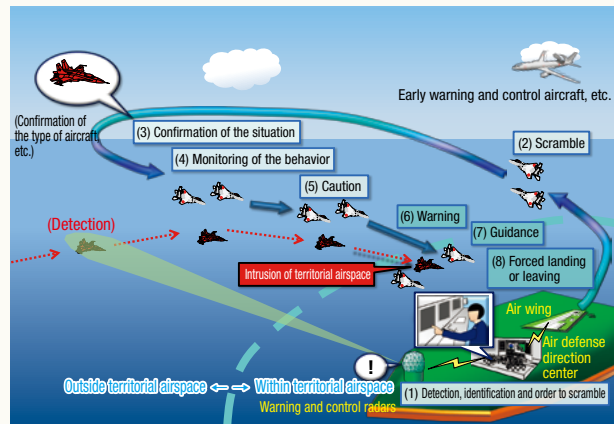 Early warning and control aircraft, etc.
(Confirmation of
the type of aircraft,
etc.)
(3) Confirmation of the situation
(2) Scramble
(4) Monitoring of the behavior
(5) Caution
(Detection)
(6) Warning
(7) Guidance
Intrusion of territorial airspace
(8) Forced landing
or leaving
Air wing
Air defense
direction
center
!
Outside territorial airspace
Within territorial airspace
(1) Detection, identification and order to scramble
Warning and control radars